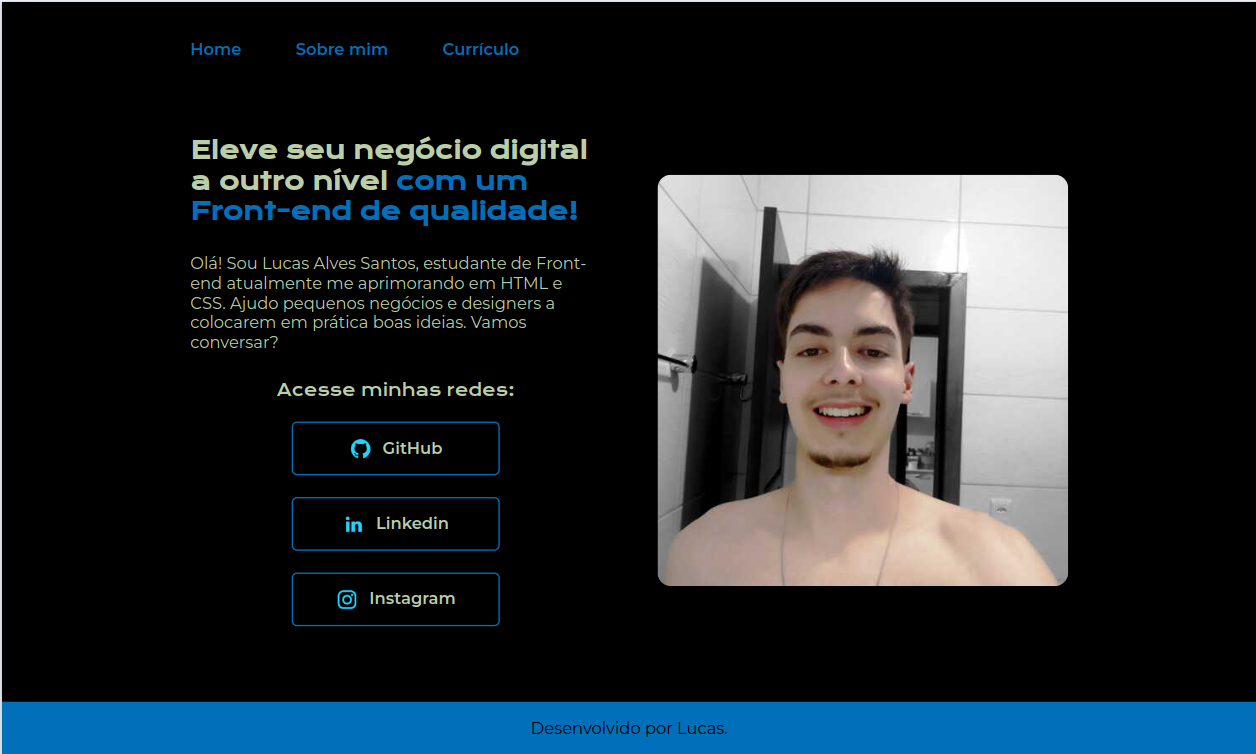 Home Sobre mim Currículo
Eleve seu negócio digital
a outro nível com um
Front-end de qualidade!
Olá! Sou Lucas Alves Santos, estudante de Front-
end atualmente me aprimorando em HTML e
CSS. Ajudo pequenos negócios e designers a
colocarem em prática boas ideias. Vamos
conversar?
Acesse minhas redes:
GitHub
in Linkedin
Instagram
Desenvolvido por Lucas.